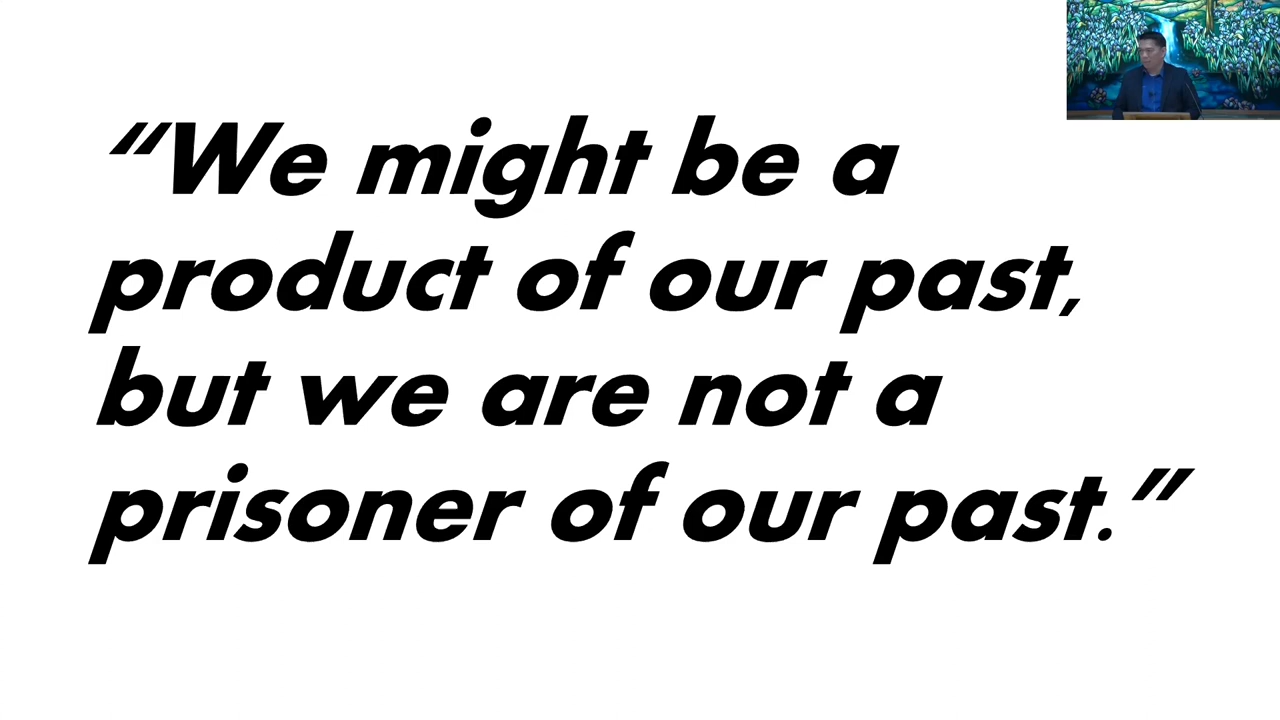 “We might be a
product of our past,
but we are not a
prisoner of our past.”